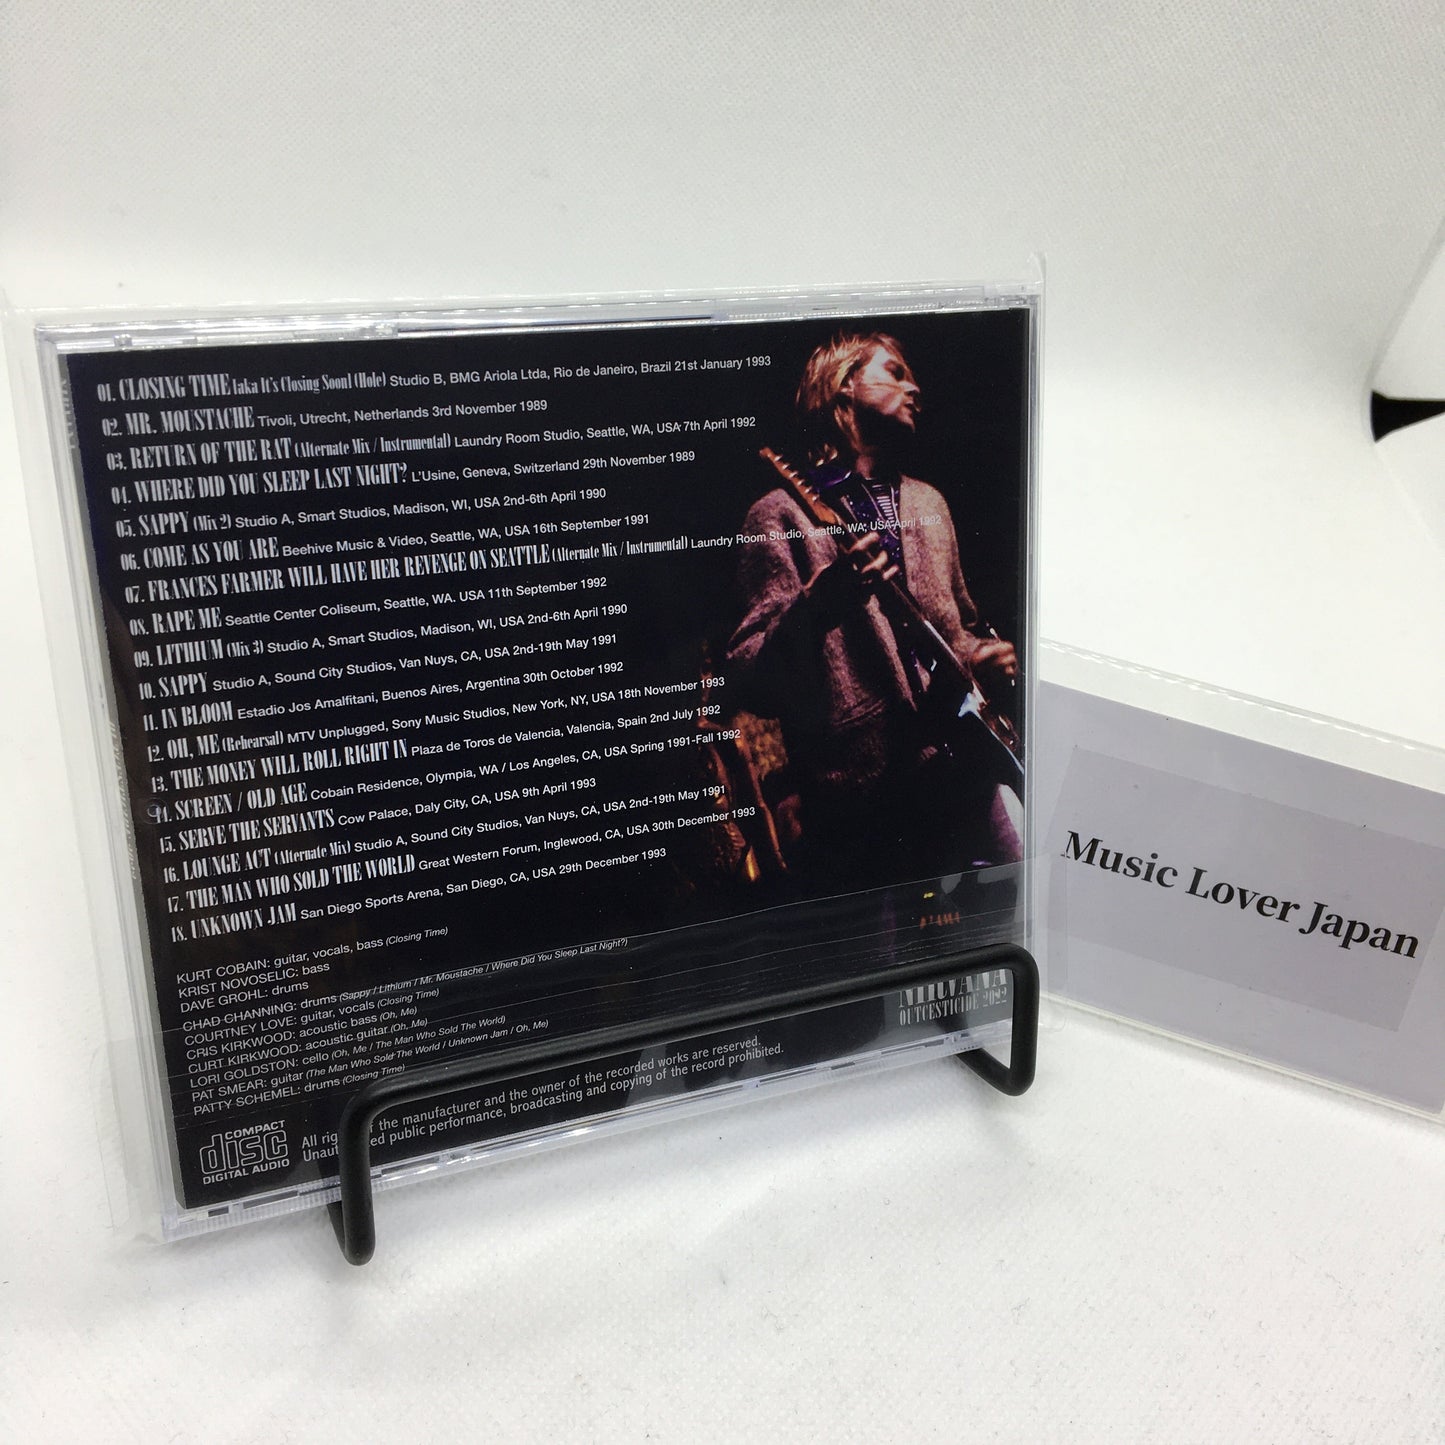 01. CLOSING TIME [aka It's Closing Soon] (Hole) Studio B, BMG Ariola Ltda, Rio de Janeiro, Brazil 21st January 1993
02. MR. MOUSTACHE Tivoli, Utrecht, Netherlands 3rd November 1989
03. RETURN OF THE RAT (Alternate Mix / Instrumental) Laundry Room Studio, Seattle, WA, USA 7th April 1992
04. WHERE DID YOU SLEEP LAST NIGHT? L'Usine, Geneva, Switzerland 29th November 1989
05. SAPPY (Mix 2) Studio A, Smart Studios, Madison, WI, USA 2nd-6th April 1990
06. COME AS YOU ARE Beehive Music & Video, Seattle, WA, USA 16th September 1991
07. FRANCES FARMER WILL HAVE HER REVENGE ON SEATTLE (Alternate Mix / Instrumental) Laundry Room Studio, Seattle, WA, USA April 1992
08. RAPE ME Seattle Center Coliseum, Seattle, WA. USA 11th September 1992
09. LITHIUM (Mix 3) Studio A, Smart Studios, Madison, WI, USA 2nd-6th April 1990
10. SAPPY Studio A, Sound City Studios, Van Nuys, CA, USA 2nd-19th May 1991
11. IN BLOOM Estadio Jos Amalfitani, Buenos Aires, Argentina 30th October 1992
12. OH, ME (Rehearsal) MTV Unplugged, Sony Music Studios, New York, NY, USA 18th November 1993
13. THE MONEY WILL ROLL RIGHT IN Plaza de Toros de Valencia, Valencia, Spain 2nd July 1992
14. SCREEN / OLD AGE Cobain Residence, Olympia, WA / Los Angeles, CA, USA Spring 1991-Fall 1992
15. SERVE THE SERVANTS Cow Palace, Daly City, CA, USA 9th April 1993
16. LOUNGE ACT (Alternate Mix) Studio A, Sound City Studios, Van Nuys, CA, USA 2nd-19th May 1991
17. THE MAN WHO SOLD THE WORLD Great Western Forum, Inglewood, CA, USA 30th December 1993
18. UNKNOWN JAM San Diego Sports Arena, San Diego, CA, USA 29th December 1993
KURT COBAIN: guitar, vocals, bass (Closing Time)
KRIST NOVOSELIC: bass
DAVE GROHL: drums
CHAD CHANNING: drums (Sappy / Lithium / Mr. Moustache / Where Did You Sleep Last Night?)
COURTNEY LOVE: guitar, vocals (Closing Time)
CRIS KIRKWOOD: acoustic bass (Oh, Me)
CURT KIRKWOOD: acoustic guitar (Oh, Me)
LORI GOLDSTON: cello (Oh, Me / The Man Who Sold The World)
PAT SMEAR: guitar (The Man Who Sold The World / Unknown Jam / Oh, Me)
PATTY SCHEMEL: drums (Closing Time)
NIRVANA
OUTCESTICIDE 2022
COMPACT
disc
DIGITAL AUDIO
All rig the manufacturer and the owner of the recorded works are reserved.
Unaut ed public performance, broadcasting and copying of the record prohibited.
Music Lover Japan